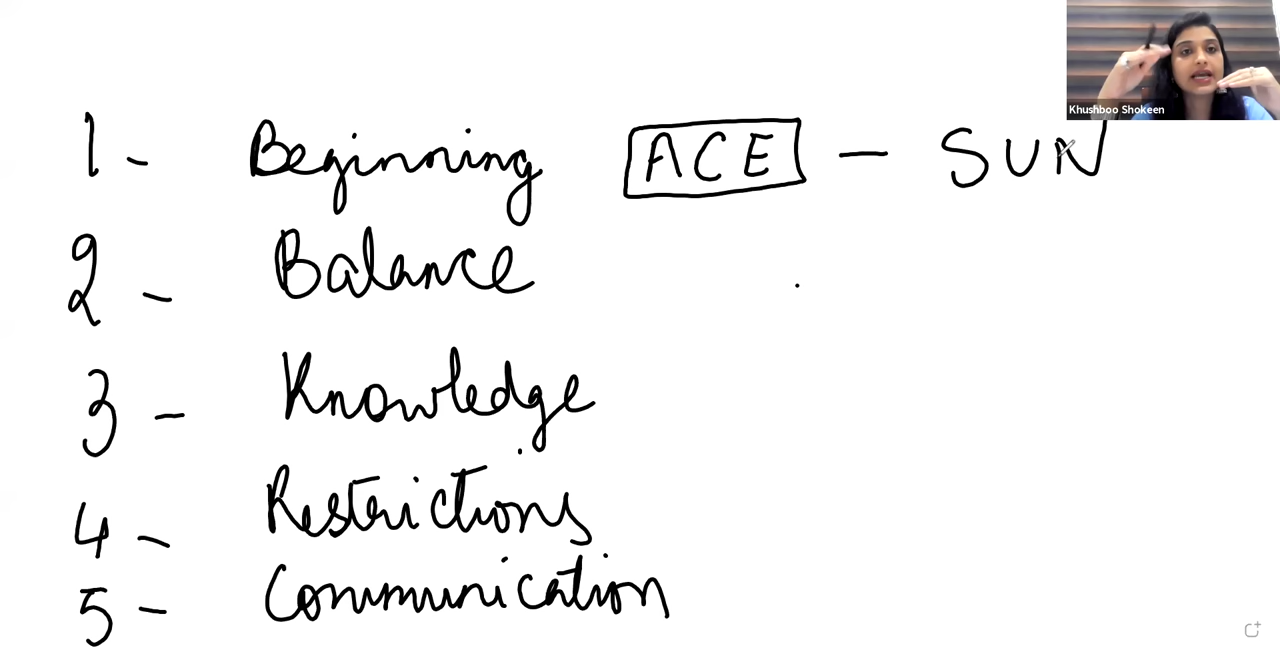 Khushboo Shokeen
1 - Beginning ACE - SUN
2 - Balance
3 - Knowledge
4 - Restrictions
5 - Communication